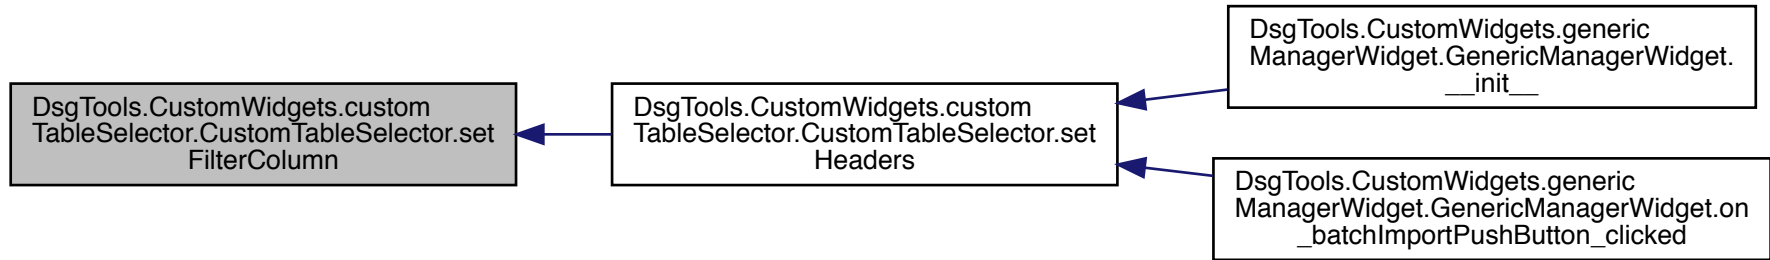 DsgTools.CustomWidgets.custom
TableSelector.CustomTableSelector.set
FilterColumn
DsgTools.CustomWidgets.custom
TableSelector.CustomTableSelector.set
Headers
DsgTools.CustomWidgets.generic
ManagerWidget.GenericManagerWidget.
__init__
DsgTools.CustomWidgets.generic
ManagerWidget.GenericManagerWidget.on
_batchImportPushButton_clicked